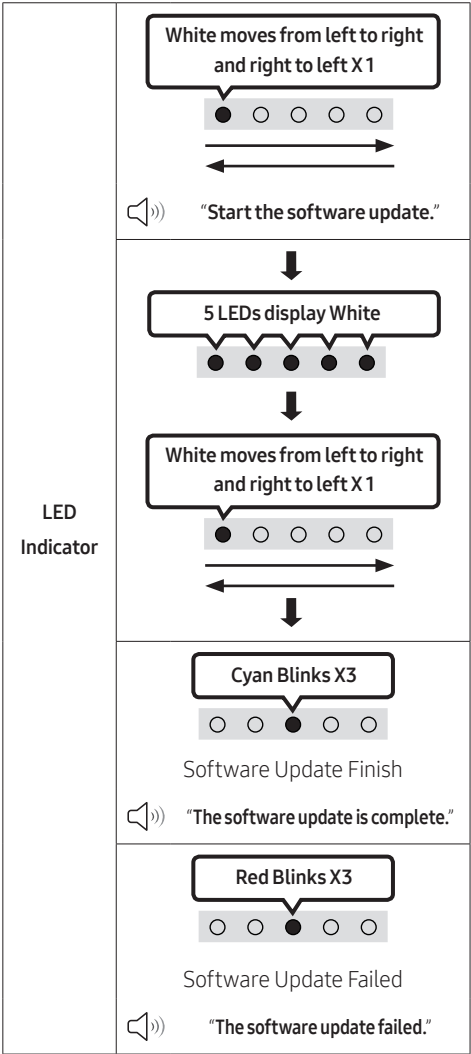 White moves from left to right
and right to left X 1
“Start the software update.”
5 LEDs display White
White moves from left to right
and right to left X 1
LED
Indicator
Cyan Blinks X3
Software Update Finish
“The software update is complete.”
Red Blinks X3
Software Update Failed
“The software update failed.”